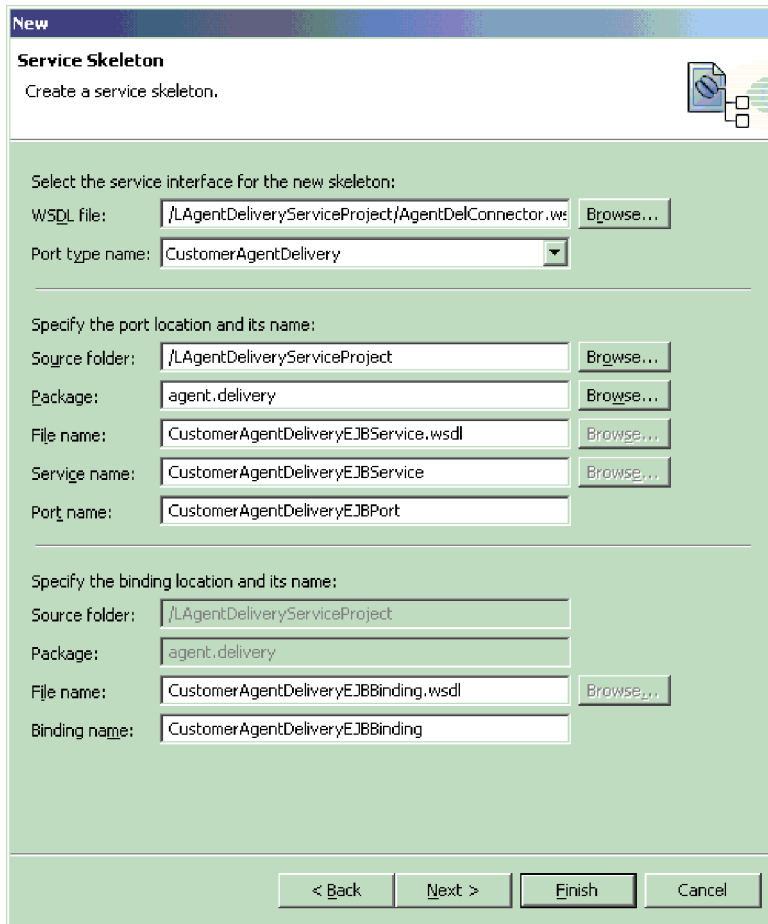 New
Service Skeleton
Create a service skeleton.
Select the service interface for the new skeleton:
WSDL file: /LAgentDeliveryServiceProject/AgentDelConnector.ws Browse...
Port type name: CustomerAgentDelivery
Specify the port location and its name:
Source folder: /LAgentDeliveryServiceProject Browse...
Package: agent.delivery Browse...
File name: CustomerAgentDeliveryEJBService.wsdl Browse...
Service name: CustomerAgentDeliveryEJBService Browse...
Port name: CustomerAgentDeliveryEJBPort
Specify the binding location and its name:
Source folder: /LAgentDeliveryServiceProject
Package: agent.delivery
File name: CustomerAgentDeliveryEJBBinding.wsdl Browse...
Binding name: CustomerAgentDeliveryEJBBinding
< Back Next > Finish Cancel